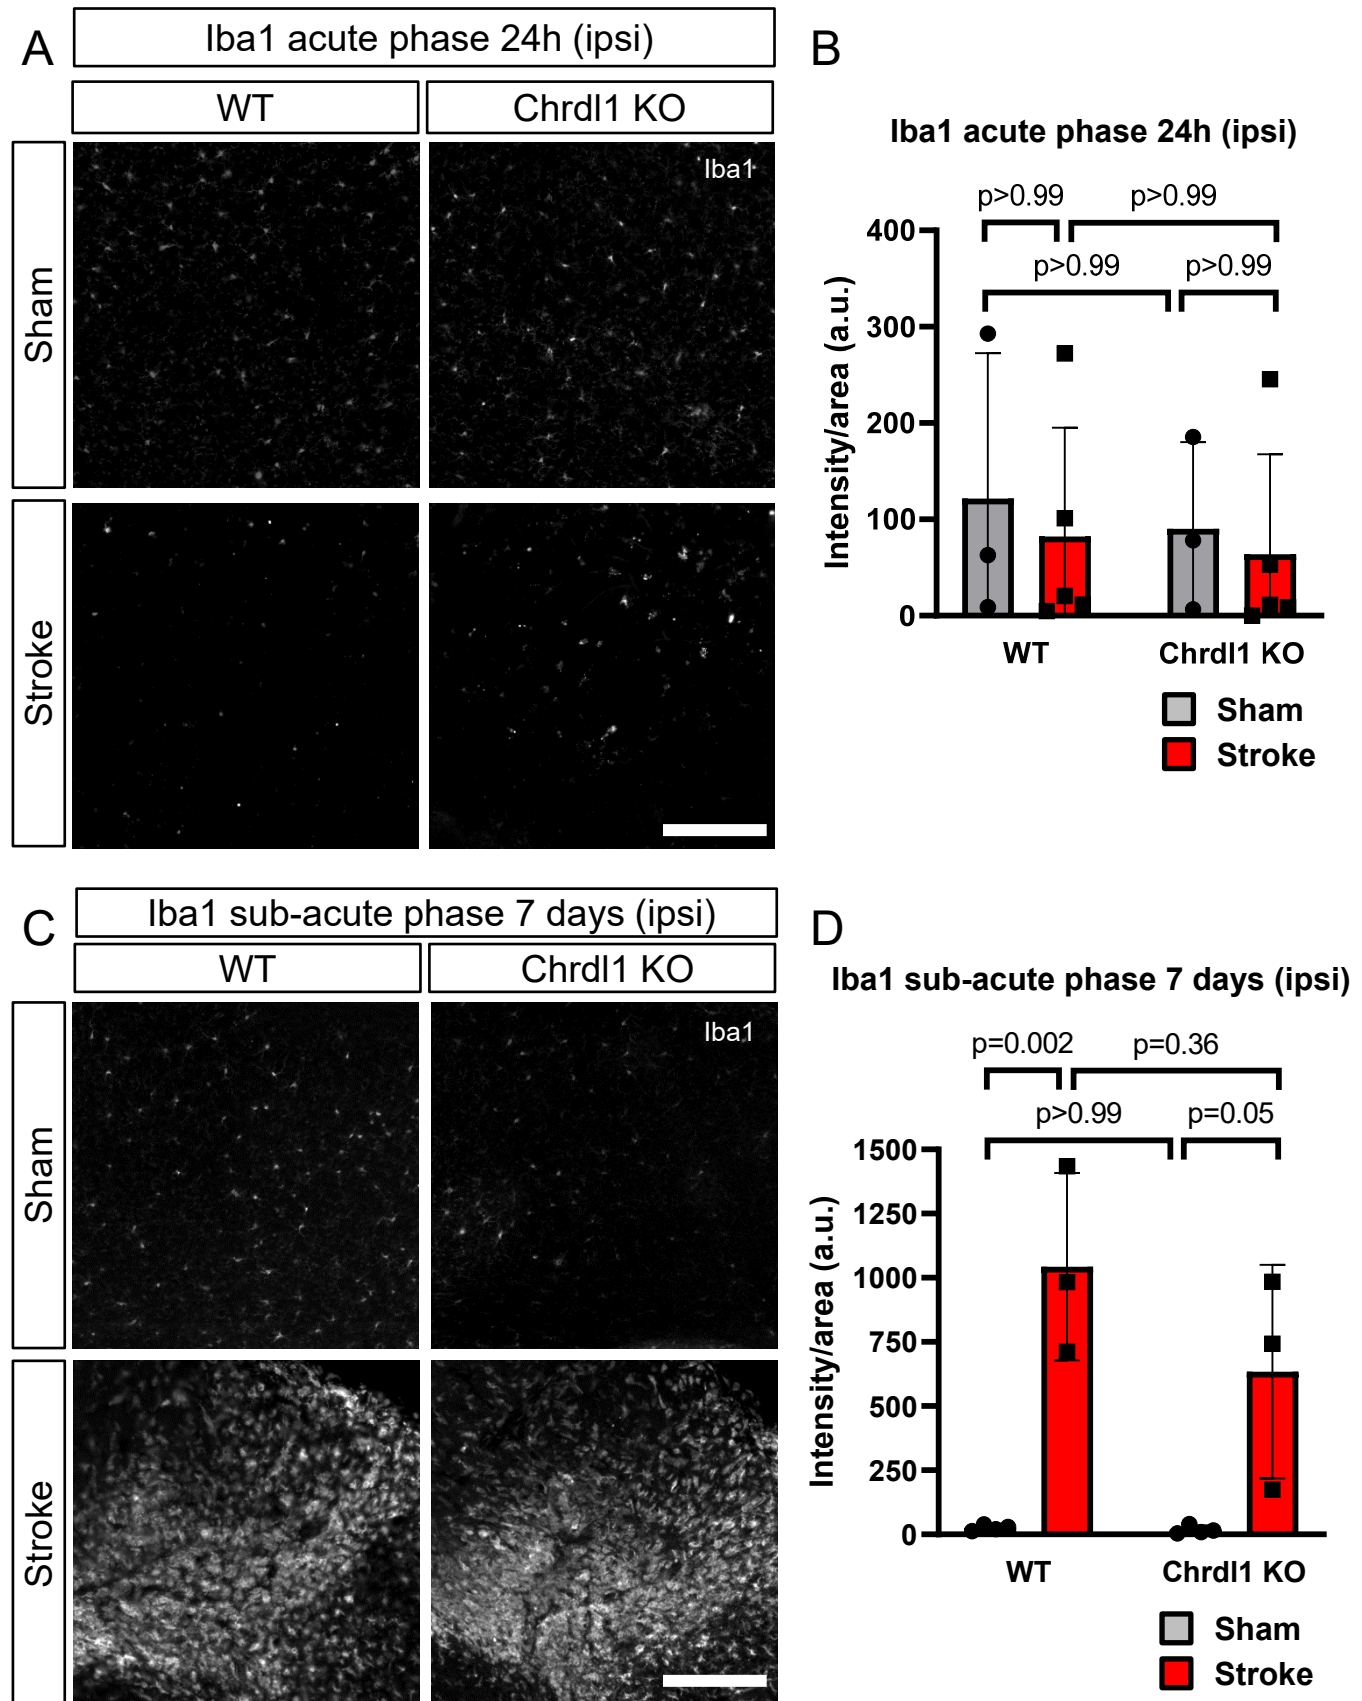 A
Iba1 acute phase 24h (ipsi)
WT
Chrdl1 KO
Sham
Iba1
Stroke
B
Iba1 acute phase 24h (ipsi)
p>0.99
p>0.99
p>0.99
p>0.99
Intensity/area (a.u.)
400
300
200
100
0
WT
Chrdl1 KO
Sham
Stroke
C
Iba1 sub-acute phase 7 days (ipsi)
WT
Chrdl1 KO
Sham
Iba1
Stroke
D
Iba1 sub-acute phase 7 days (ipsi)
p=0.002
p=0.36
p>0.99
p=0.05
Intensity/area (a.u.)
1500
1250
1000
750
500
250
0
WT
Chrdl1 KO
Sham
Stroke